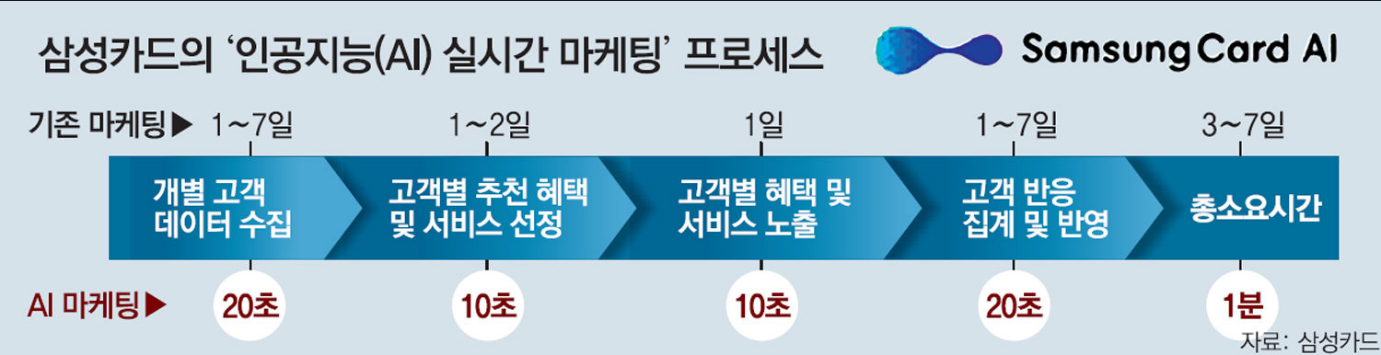 삼성카드의 ‘인공지능(AI) 실시간 마케팅’ 프로세스
Samsung Card AI
기존 마케팅▶ 1~7일 1~2일 1일 1~7일 3~7일
개별 고객
데이터 수집
고객별 추천 혜택
및 서비스 선정
고객별 혜택 및
서비스 노출
고객 반응
집계 및 반영
총소요시간
AI 마케팅▶ 20초 10초 10초 20초 1분
자료: 삼성카드